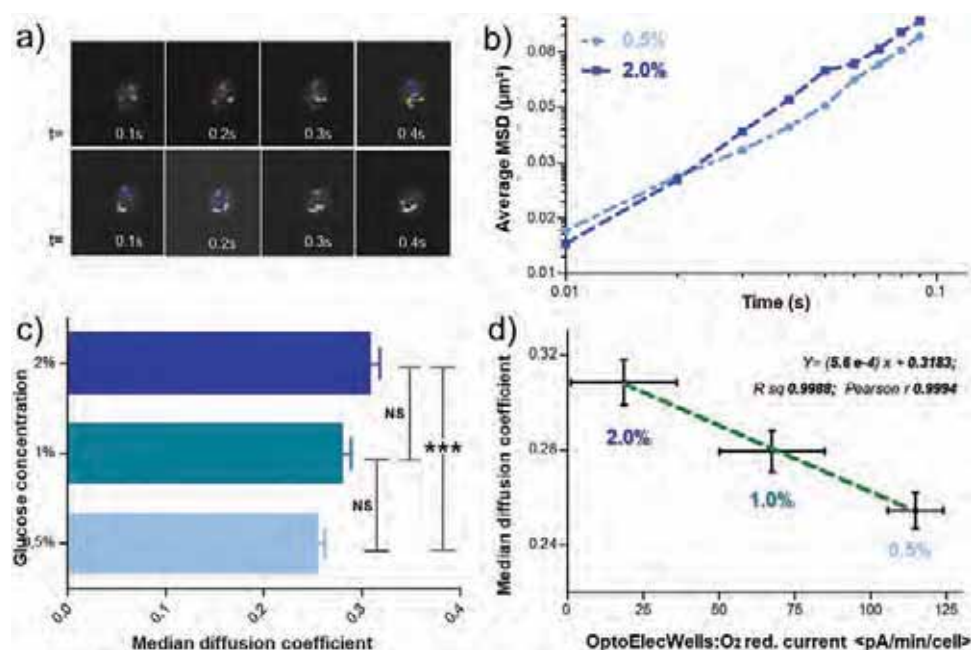 a)
0.1s 0.2s 0.3s 0.4s
t=
0.1s 0.2s 0.3s 0.4s
t=
b)
0.5%
2.0%
Average MSD (µm²)
0.08
0.05
0.03
0.02
0.01
0.01 0.1
Time (s)
c)
Glucose concentration
2%
1%
0,5%
NS
NS
***
0.0 0.1 0.2 0.3 0.4
Median diffusion coefficient
d)
Median diffusion coefficient
0.32
0.28
0.24
Y= (5.6 e-4) x + 0.3183;
R sq 0.9988; Pearson r 0.9994
2.0%
1.0%
0.5%
0 25 50 75 100 125
OptoElecWells:O₂ red. current <pA/min/cell>